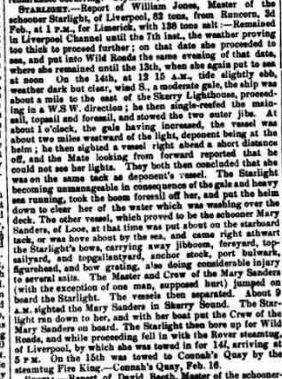 STARLIGHT.—Report of William Jones, Master of the
schooner Starlight, of Liverpool, 82 tons, from Runcorn, 3d
Feb., at 1 P.M., for Limerick, with 138 tons salt:—Remained
in Liverpool Channel until the 7th inst., the weather proving
too thick to proceed further; on that date she proceeded to
sea, and put into Wild Roads the same evening of that date,
where she remained until the 13th, when she again put to sea
at noon On the 14th, at 12 15 A.M., tide slightly ebb,
weather dark but clear, wind S., a moderate gale, the ship was
about a mile to the east of the Skerry Lighthouse, proceed-
ing in a W.S W. direction; he then single-reefed the main-
sail, topsail and foresail, and stowed the two outer jibs. At
about 1 o'clock, the gale having increased, the vessel was
about two miles westward of the light, deponent being at the
helm; he then sighted a vessel right ahead a short distance
off, and the Mate looking from forward reported that he
could not see her lights. They both then concluded that she
was on the same tack as deponent's vessel. The Starlight
becoming unmanageable in consequence of the gale and heavy
sea running, took the boom foresail off her, and put the helm
down to clear her of the water which was washing over the
deck. The other vessel, which proved to be the schooner Mary
Sanders, of Looe, at that time was put about on the starboard
tack, or was hove about by the sea, and came right athwart
the Starlight's bows, carrying away jibboom, foreyard, top-
sailyard, and topgallantyard, anchor stock, port bulwark,
figurehead, and bow grating, also doing considerable injury
to several sails. The Master and Crew of the Mary Sanders
(with the exception of one man, supposed hurt) jumped on
board the Starlight. The vessels then separated. About 9
A.M. sighted the Mary Sanders in Skerry Sound. The Star-
light ran down to her, and with her boat put the Crew of the
Mary Sanders on board. The Starlight then bore up for Wild
Roads, and while proceeding fell in with the Rover steamtug,
of Liverpool, by which she was towed in for 14l, arriving at
5 P.M. On the 15th was towed to Connah's Quay by the
steamtug Fire King.—Connah's Quay, Feb. 16.
Report of David Beech, Master of the schooner